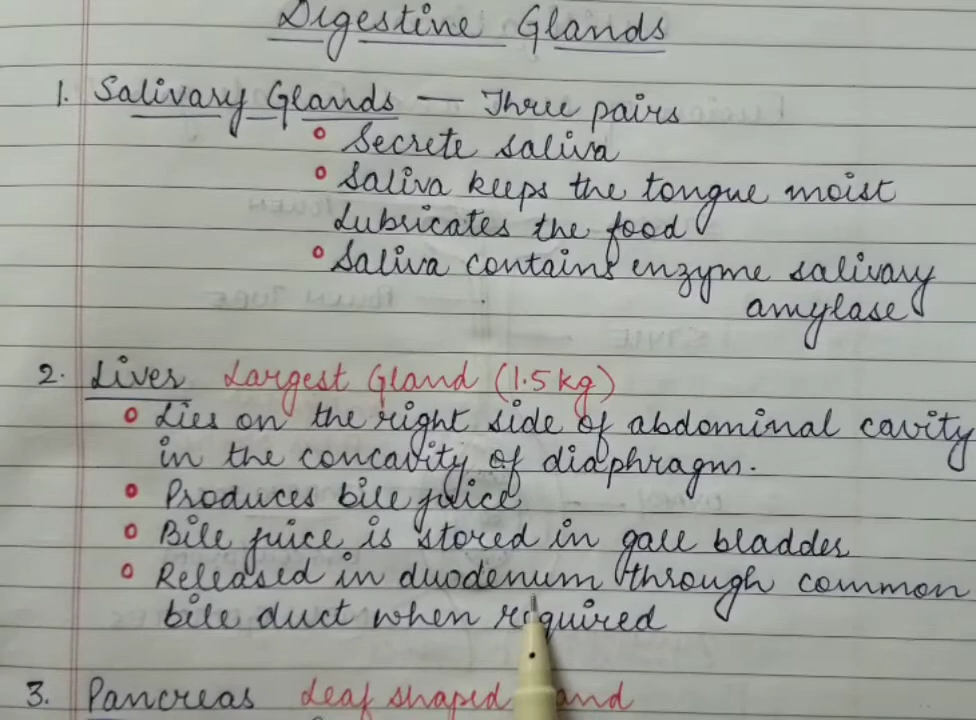 Digestine Glands
1. Salivary Glands — Three pairs
• Secrete saliva
• Saliva keeps the tongue moist
Lubricates the food
• Saliva contains enzyme salivary
amylase
2. Liver Largest Gland (1.5 kg)
• Lies on the right side of abdominal cavity
in the concavity of diaphragm.
• Produces bile juice
• Bile juice is stored in gall bladder
• Released in duodenum through common
bile duct when required
3. Pancreas Leaf shaped